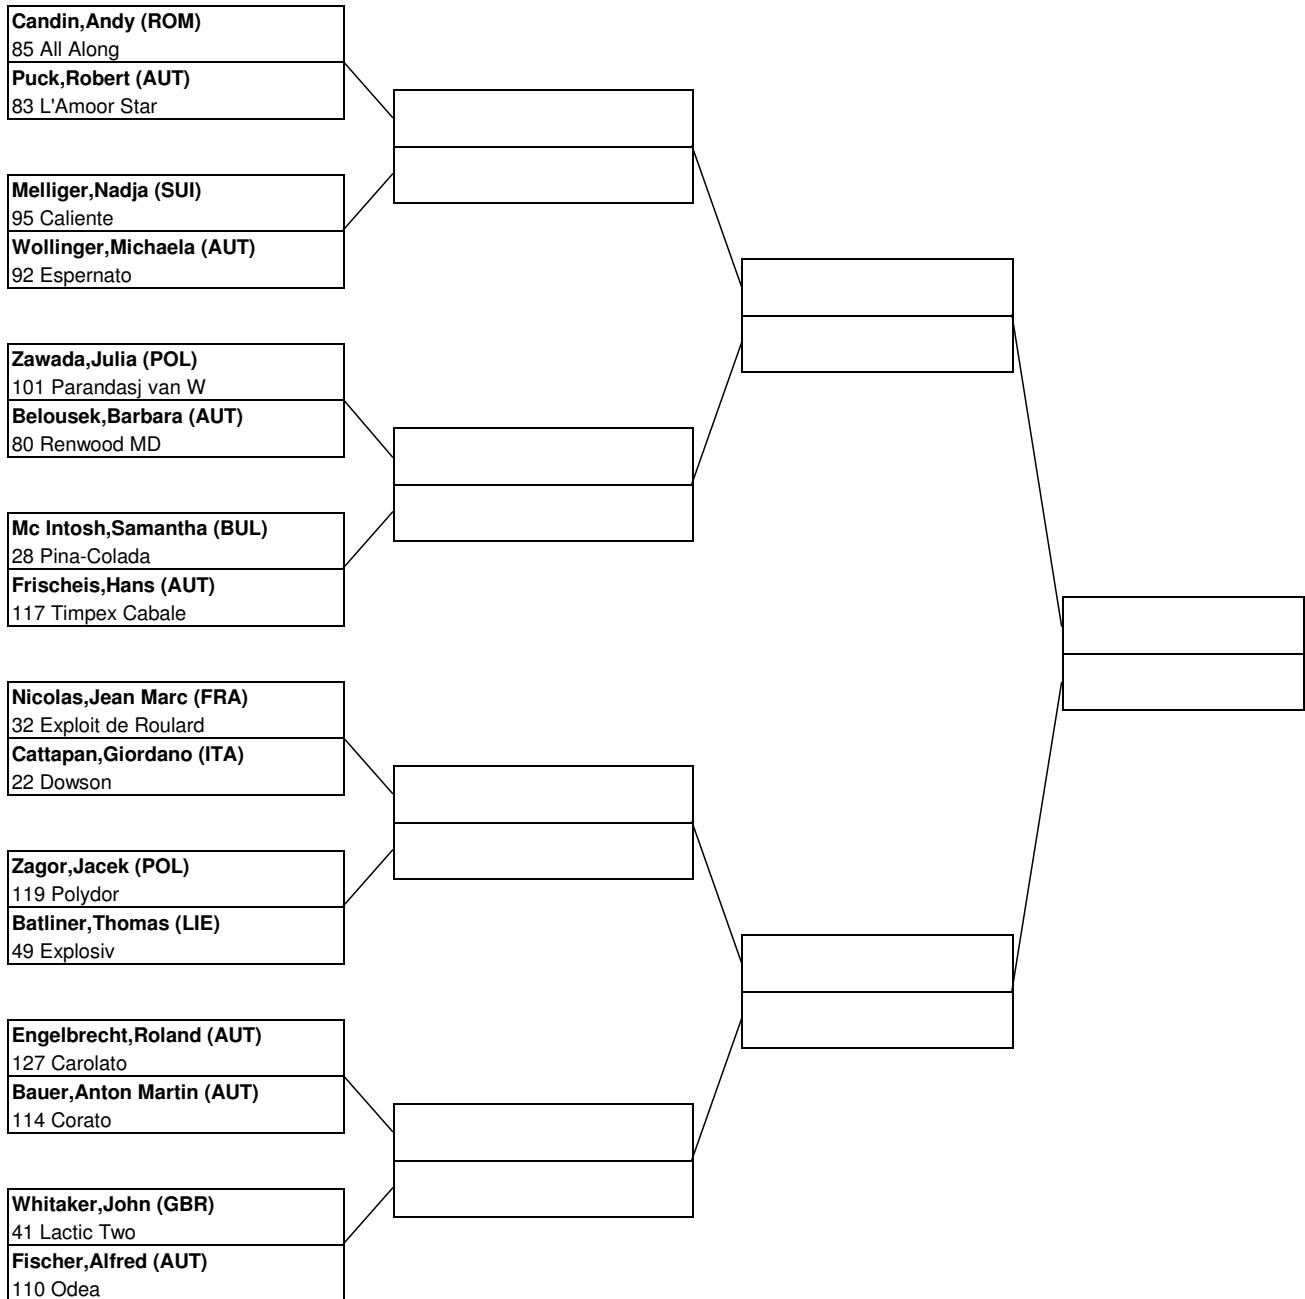 Candin,Andy (ROM)
85 All Along
Puck,Robert (AUT)
83 L'Amoor Star
Melliger,Nadja (SUI)
95 Caliente
Wollinger,Michaela (AUT)
92 Espernato
Zawada,Julia (POL)
101 Parandasj van W
Belousek,Barbara (AUT)
80 Renwood MD
Mc Intosh,Samantha (BUL)
28 Pina-Colada
Frischeis,Hans (AUT)
117 Timpex Cabale
Nicolas,Jean Marc (FRA)
32 Exploit de Roulard
Cattapan,Giordano (ITA)
22 Dowson
Zagor,Jacek (POL)
119 Polydor
Batliner,Thomas (LIE)
49 Explosiv
Engelbrecht,Roland (AUT)
127 Carolato
Bauer,Anton Martin (AUT)
114 Corato
Whitaker,John (GBR)
41 Lactic Two
Fischer,Alfred (AUT)
110 Odea